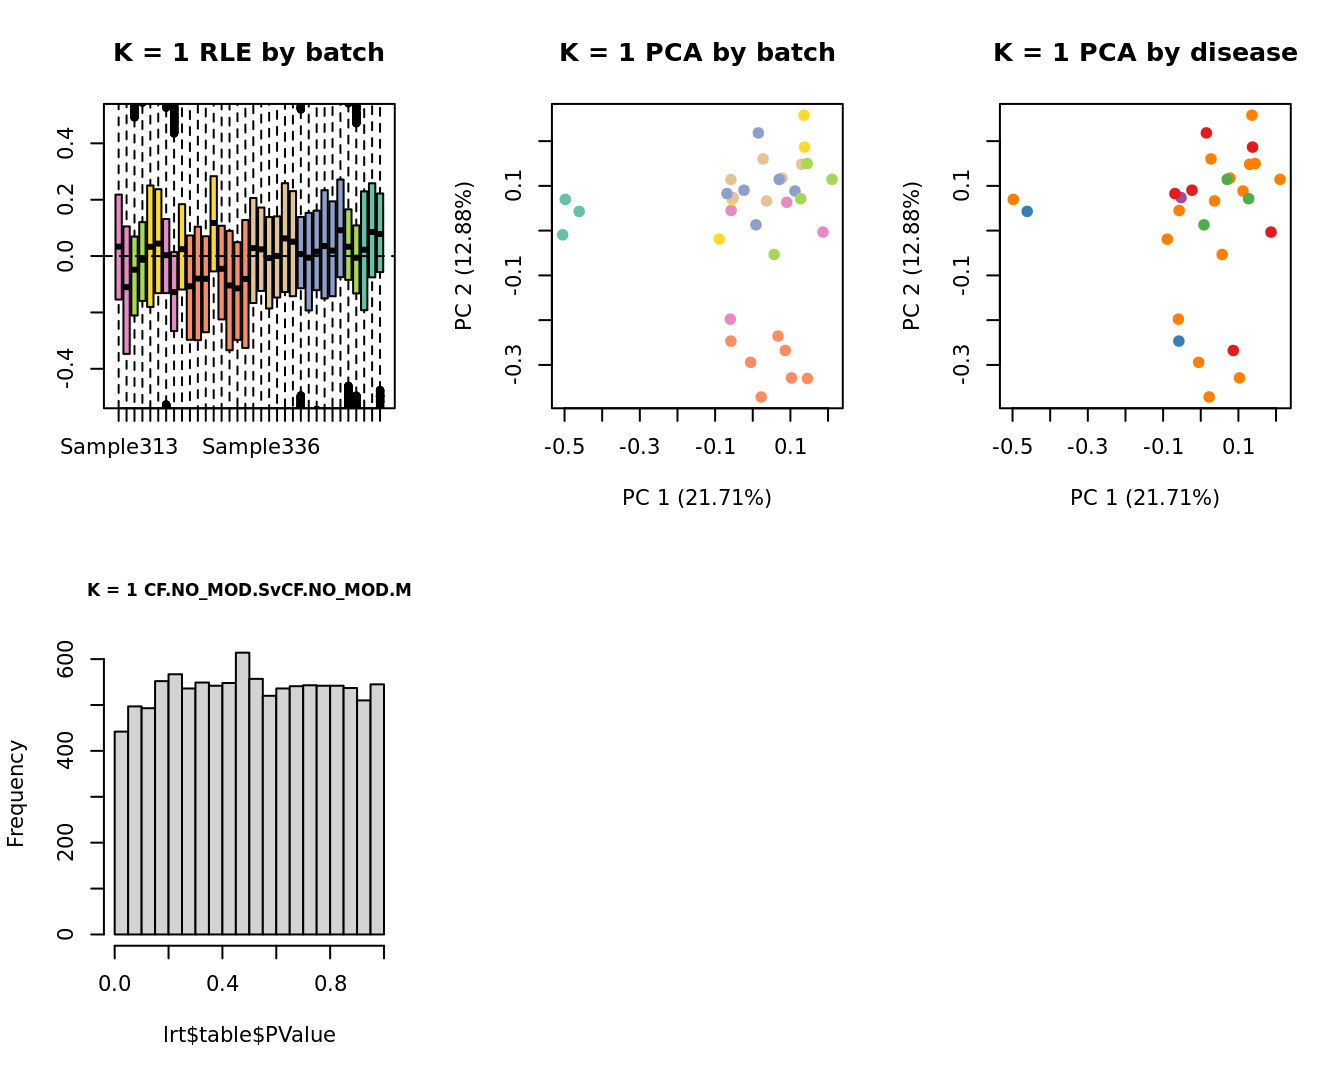 K = 1 RLE by batch
0.4
0.2
0.0
-0.4
Sample313 Sample336
K = 1 PCA by batch
PC 2 (12.88%)
0.1
-0.1
-0.3
-0.5 -0.3 -0.1 0.1
PC 1 (21.71%)
K = 1 PCA by disease
PC 2 (12.88%)
0.1
-0.1
-0.3
-0.5 -0.3 -0.1 0.1
PC 1 (21.71%)
K = 1 CF.NO_MOD.SvCF.NO_MOD.M
Frequency
600
400
200
0
0.0 0.4 0.8
lrt$table$PValue